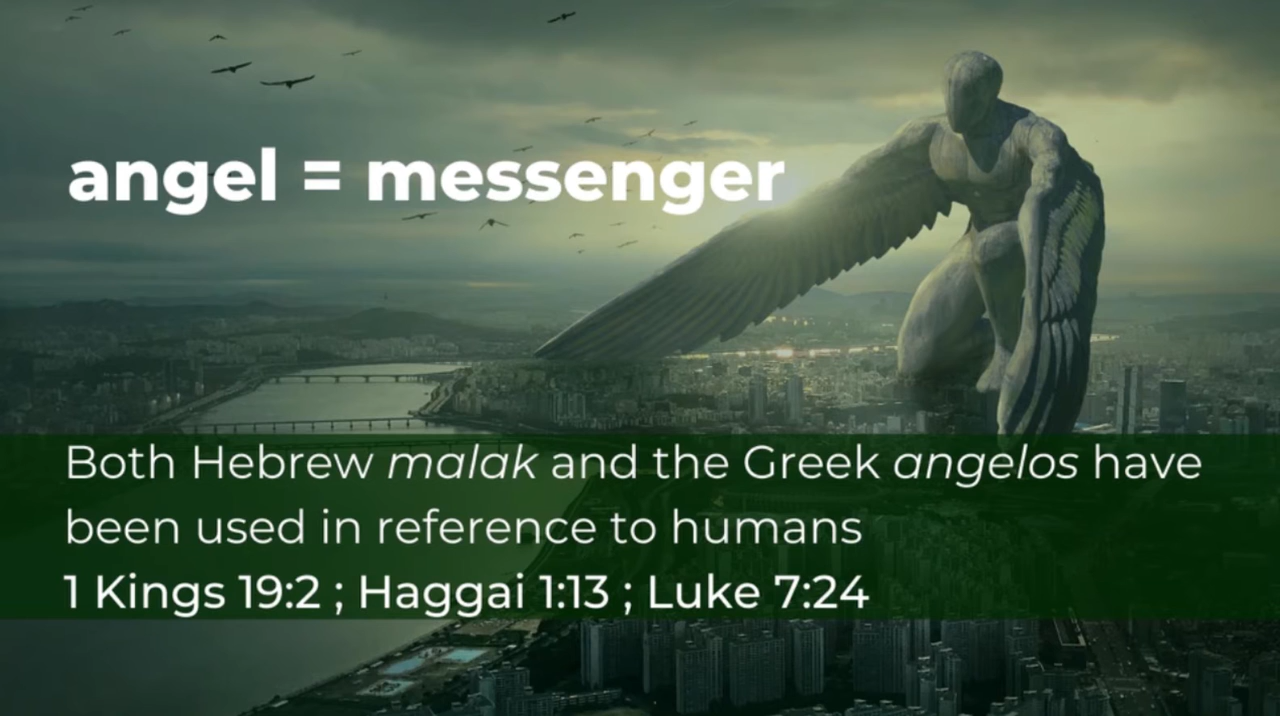 angel = messenger
Both Hebrew malak and the Greek angelos have
been used in reference to humans
1 Kings 19:2 ; Haggai 1:13 ; Luke 7:24